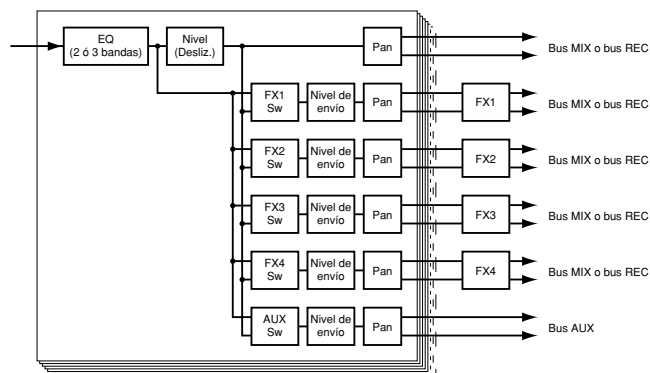 EQ
(2 ó 3 bandas)
Nivel
(Desliz.)
Pan
Bus MIX o bus REC
FX1
Sw
Nivel de
envío
Pan
FX1
Bus MIX o bus REC
FX2
Sw
Nivel de
envío
Pan
FX2
Bus MIX o bus REC
FX3
Sw
Nivel de
envío
Pan
FX3
Bus MIX o bus REC
FX4
Sw
Nivel de
envío
Pan
FX4
Bus MIX o bus REC
AUX
Sw
Nivel de
envío
Pan
Bus AUX